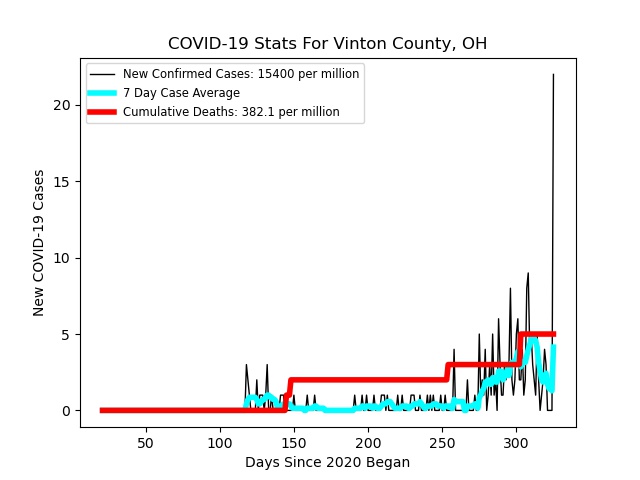 COVID-19 Stats For Vinton County, OH
New Confirmed Cases: 15400 per million
7 Day Case Average
Cumulative Deaths: 382.1 per million
New COVID-19 Cases
20
15
10
5
0
50
100
150
200
250
300
Days Since 2020 Began